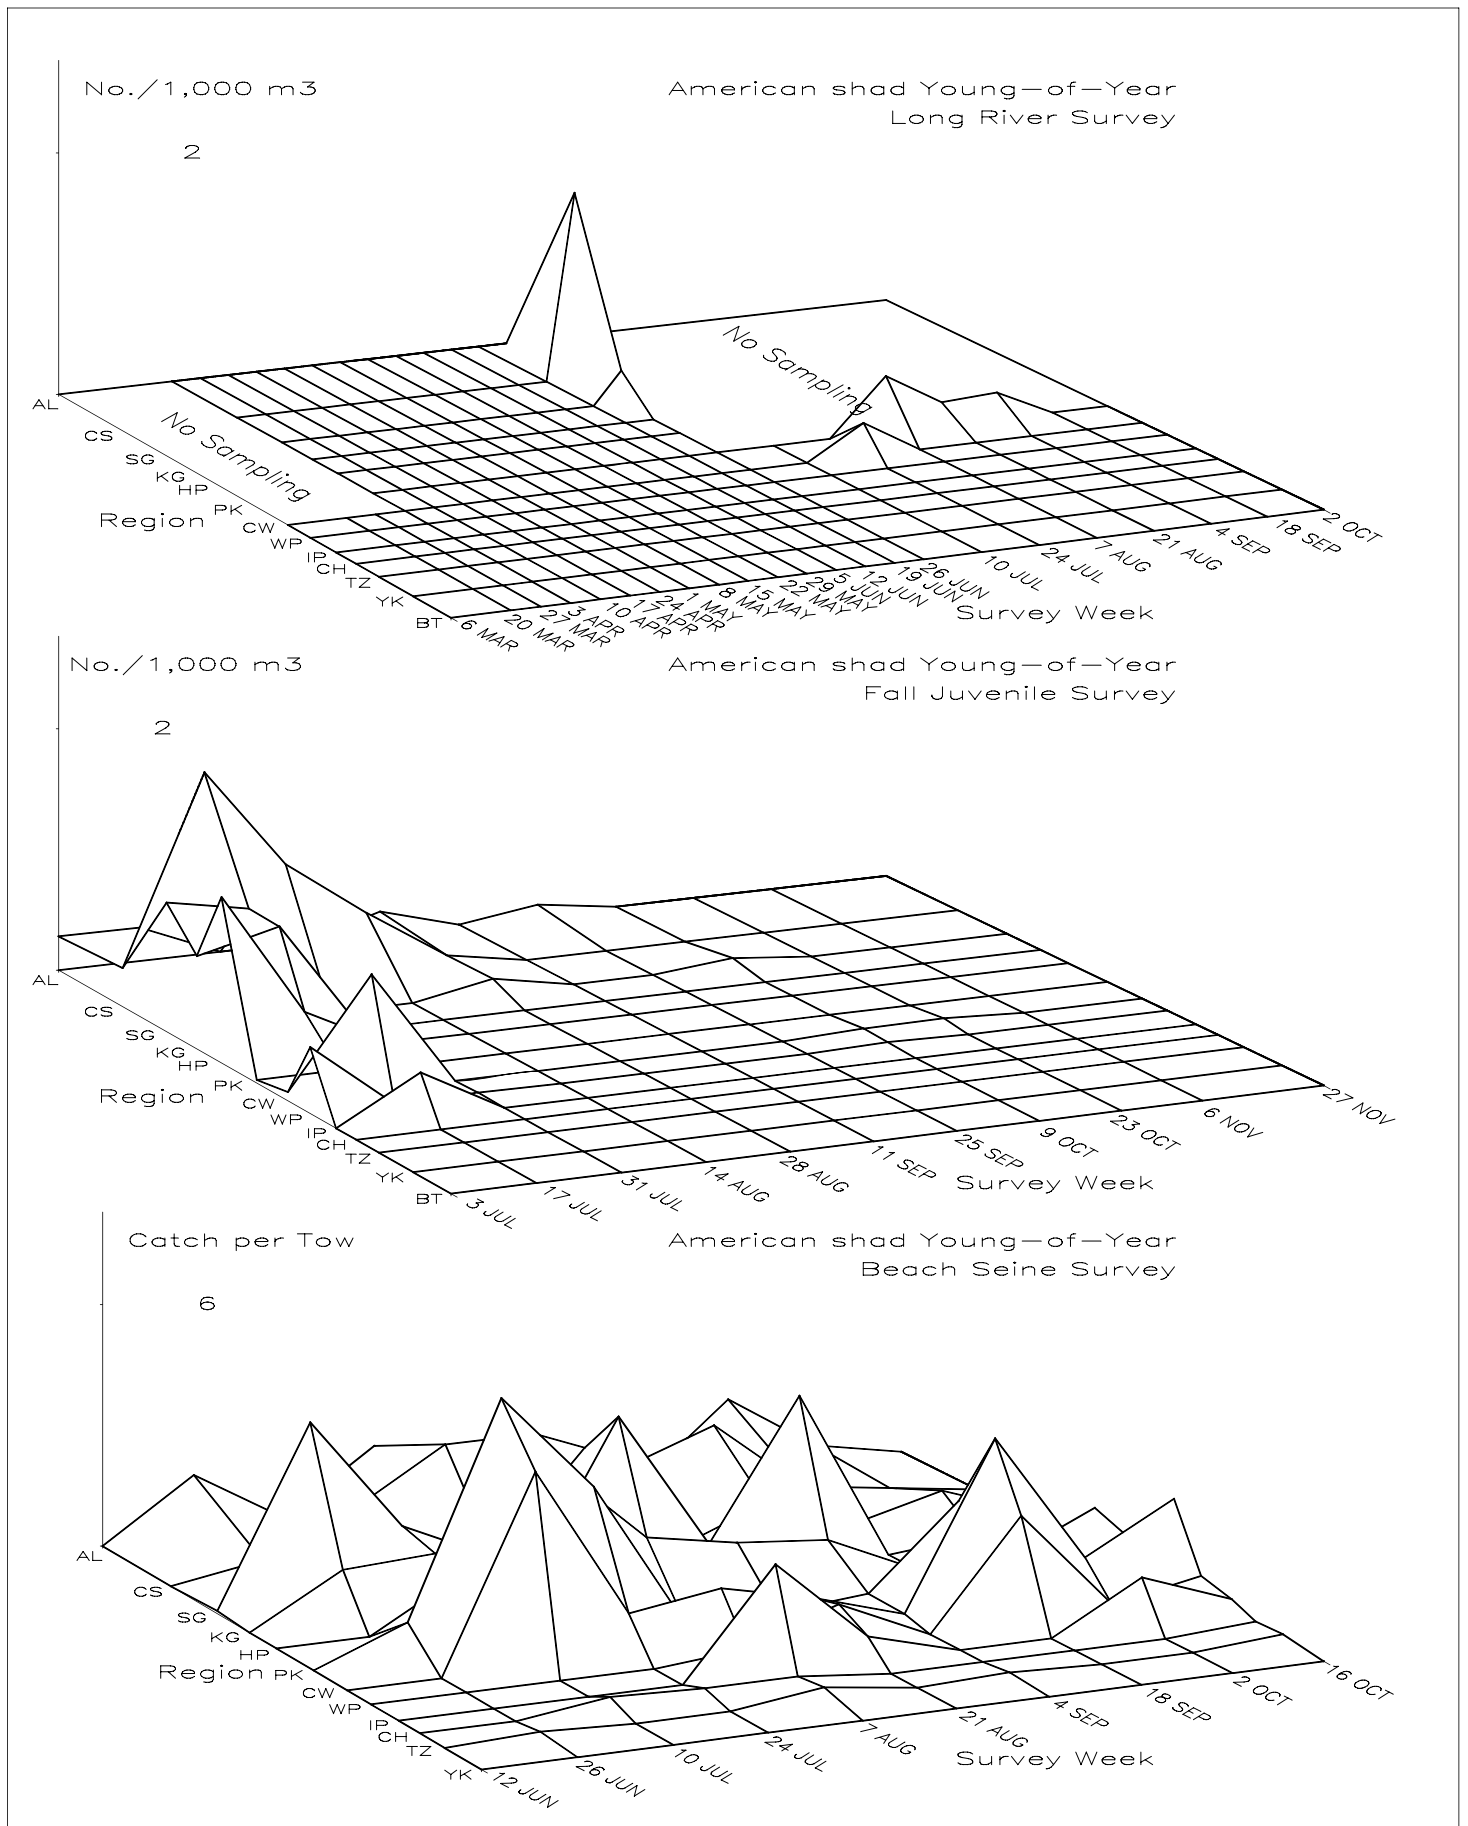 No./1,000 m3
American shad Young-of-Year
Long River Survey
2
No Sampling
No Sampling
AL
CS
SG
KG
HP
PK
CW
WP
IP
CH
TZ
YK
BT
Region
6 MAR
20 MAR
27 MAR
3 APR
10 APR
17 APR
24 APR
1 MAY
8 MAY
15 MAY
22 MAY
29 MAY
5 JUN
12 JUN
19 JUN
26 JUN
10 JUL
24 JUL
7 AUG
21 AUG
4 SEP
18 SEP
2 OCT
Survey Week
No./1,000 m3
American shad Young-of-Year
Fall Juvenile Survey
2
AL
CS
SG
KG
HP
PK
CW
WP
IP
CH
TZ
YK
BT
Region
3 JUL
17 JUL
31 JUL
14 AUG
28 AUG
11 SEP
25 SEP
9 OCT
23 OCT
6 NOV
27 NOV
Survey Week
Catch per Tow
American shad Young-of-Year
Beach Seine Survey
6
AL
CS
SG
KG
HP
PK
CW
WP
IP
CH
TZ
YK
Region
12 JUN
26 JUN
10 JUL
24 JUL
7 AUG
21 AUG
4 SEP
18 SEP
2 OCT
16 OCT
Survey Week